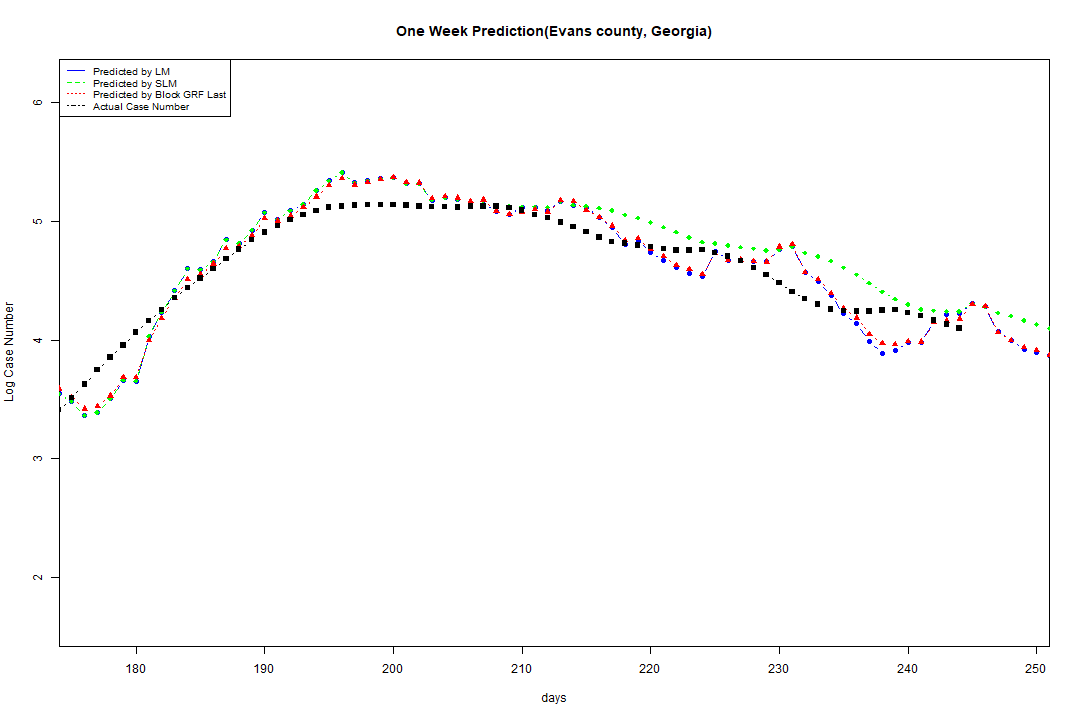 One Week Prediction(Evans county, Georgia)
Predicted by LM
Predicted by SLM
Predicted by Block GRF Last
Actual Case Number
6
5
4
3
2
Log Case Number
180 190 200 210 220 230 240 250
days